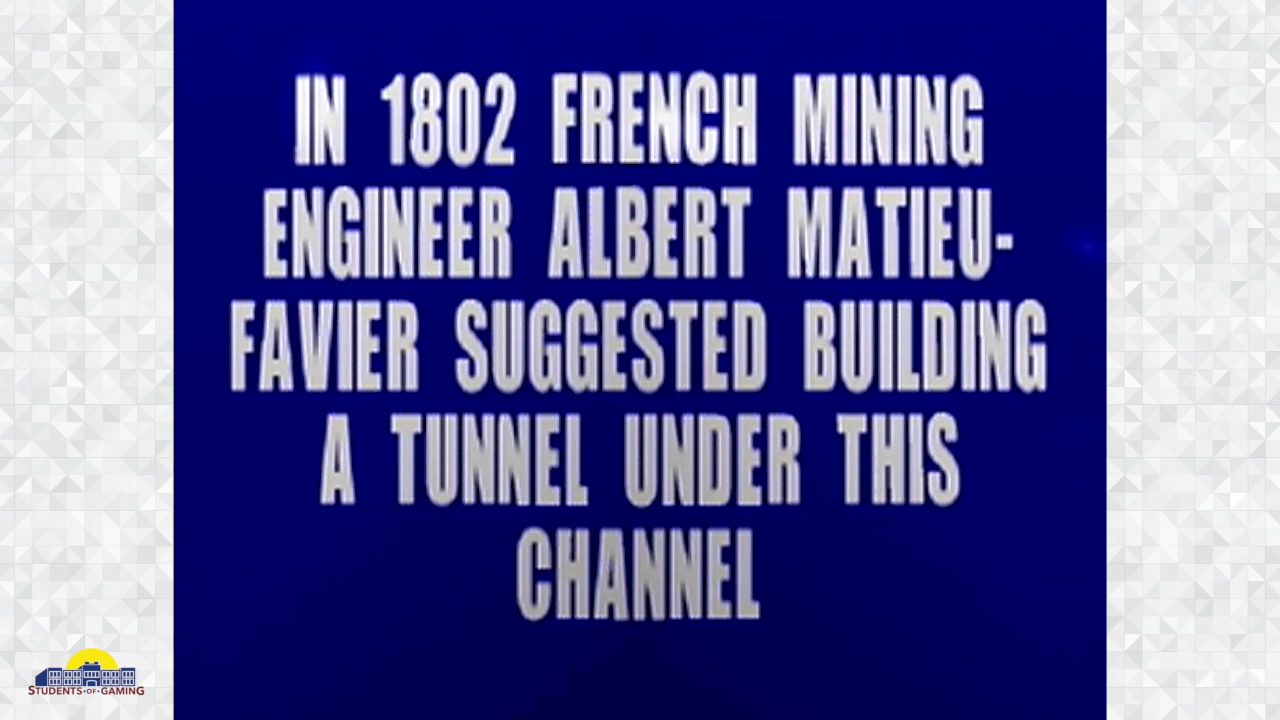 IN 1802 FRENCH MINING
ENGINEER ALBERT MATIEU-
FAVIER SUGGESTED BUILDING
A TUNNEL UNDER THIS
CHANNEL
STUDENTS•OF•GAMING